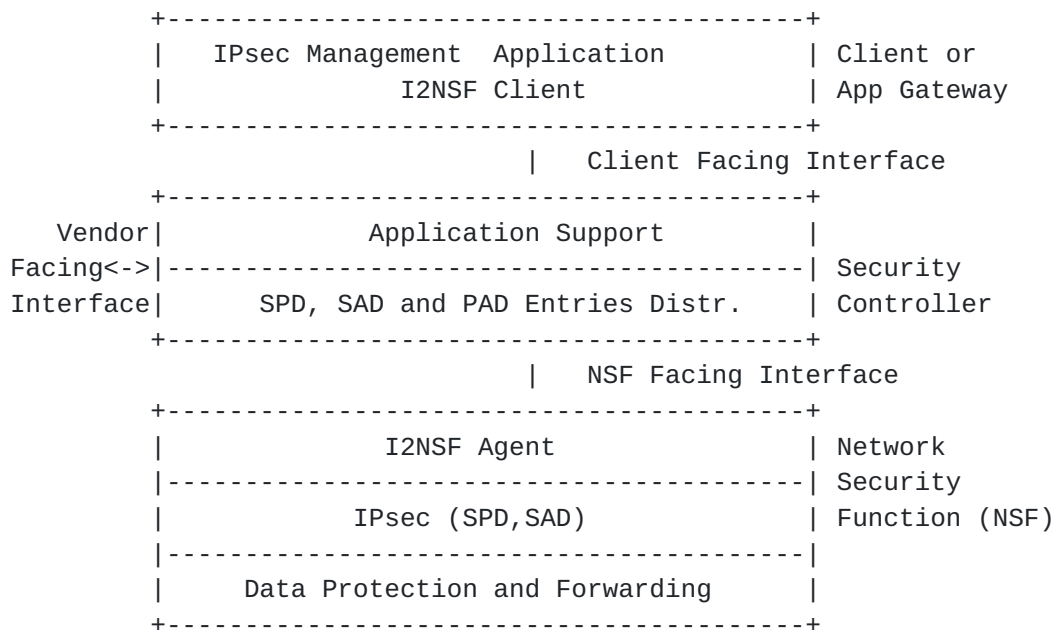 IPsec Management  Application
Client or
I2NSF Client
App Gateway
Client Facing Interface
Vendor
Application Support
Facing<->
Security
Interface
SPD, SAD and PAD Entries Distr.
Controller
NSF Facing Interface
I2NSF Agent
Network
Security
IPsec (SPD,SAD)
Function (NSF)
Data Protection and Forwarding